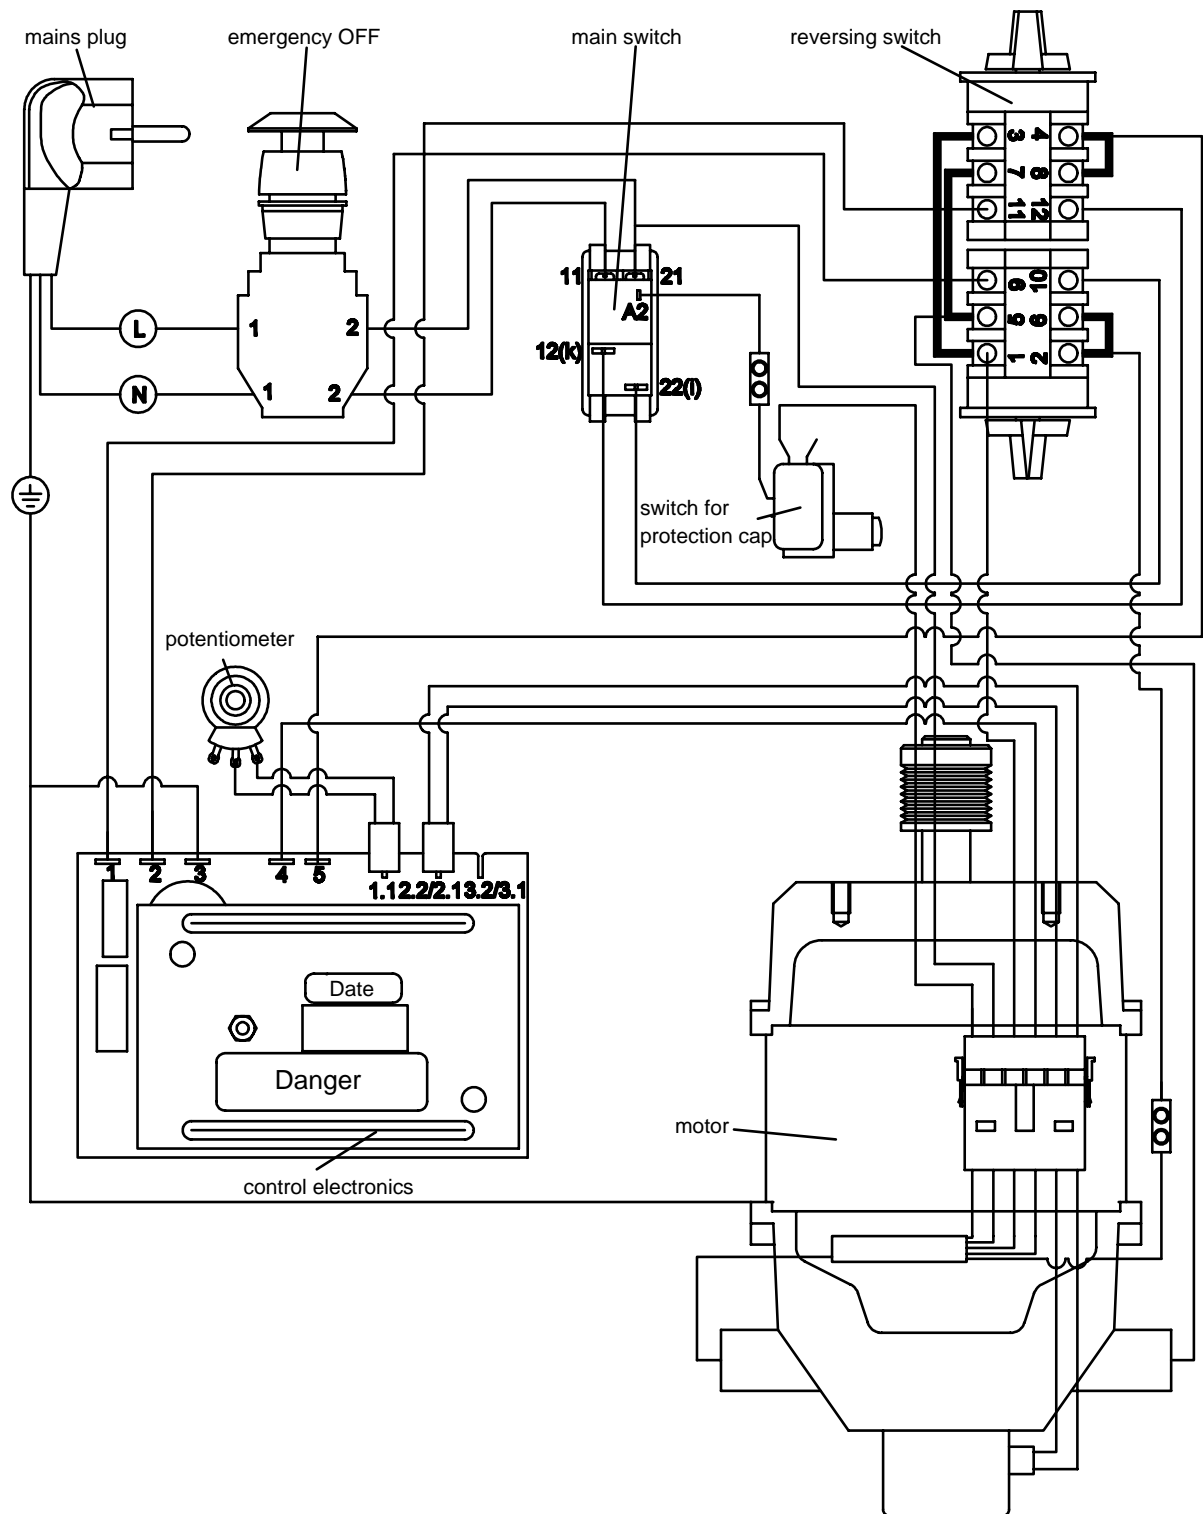 mains plug
emergency OFF
main switch
reversing switch
3 4
7 8
11 12
9 10
5 6
1 2
11 21
A2
12(k)
22(l)
L
N
1 2
1 2
switch for
protection cap
potentiometer
1 2 3 4 5
1.1 2.2/2.1 3.2/3.1
Date
Danger
motor
control electronics